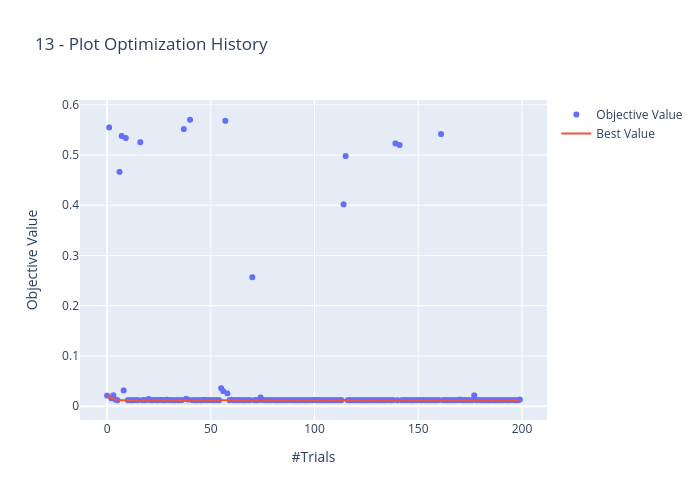 13 - Plot Optimization History
Objective Value
Best Value
0.6
0.5
0.4
0.3
0.2
0.1
0
Objective Value
0
50
100
150
200
#Trials